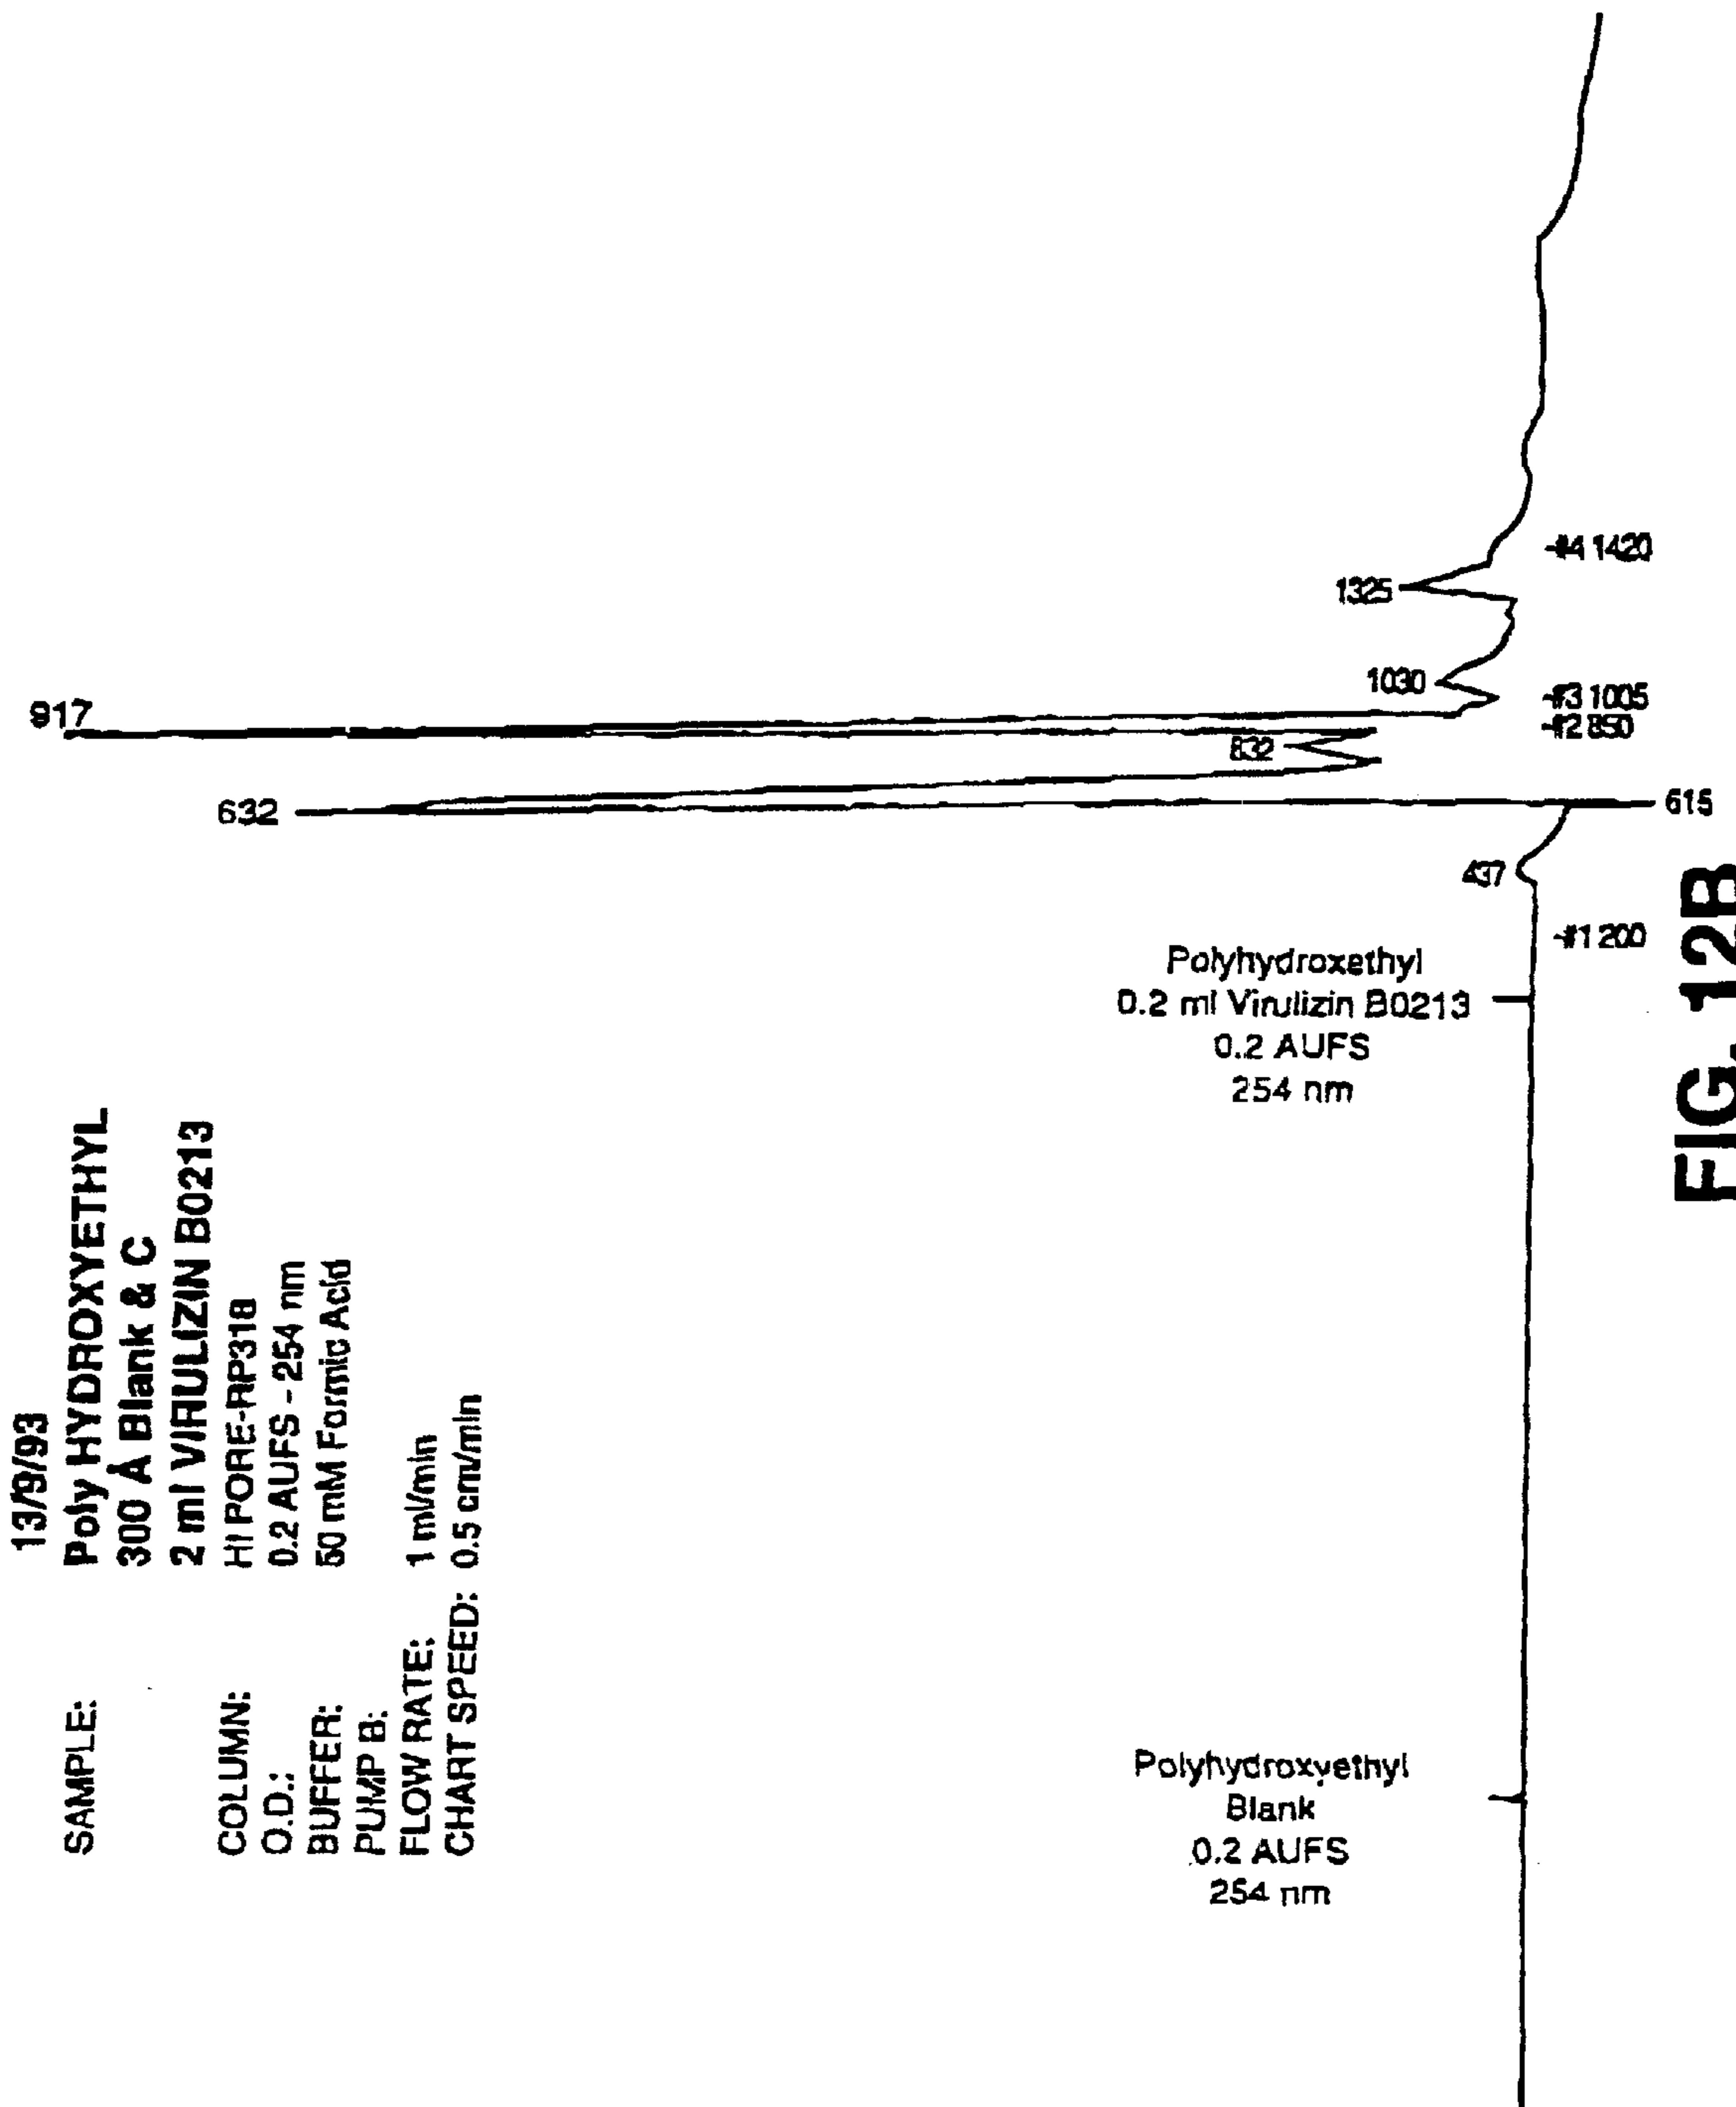 13/9/93
SAMPLE: Poly HYDROXYETHYL
300 Å Blank & C
2 ml VIRULIZIN B0213
COLUMN: HI PORE-RP318
O.D.: 0.2 AUFS - 254 nm
BUFFER: 50 mM Formic Acid
PUMP B:
FLOW RATE: 1 ml/min
CHART SPEED: 0.5 cm/min
917
632
832
1030
1325
437
615
-#4 1420
-#3 1005
-#2 850
-#1 200
Polyhydroxethyl
0.2 ml Virulizin B0213
0.2 AUFS
254 nm
Polyhydroxyethyl
Blank
0.2 AUFS
254 nm
FIG. 12B